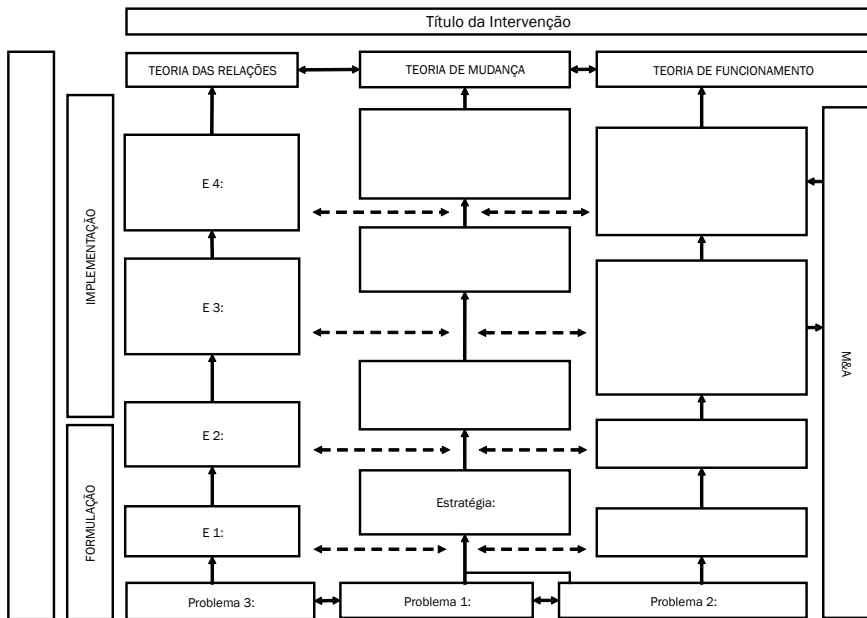 Título da Intervenção
TEORIA DAS RELAÇÕES
TEORIA DE MUDANÇA
TEORIA DE FUNCIONAMENTO
IMPLEMENTAÇÃO
E 4:
E 3:
M&A
E 2:
FORMULAÇÃO
Estratégia:
E 1:
Problema 3:
Problema 1:
Problema 2: